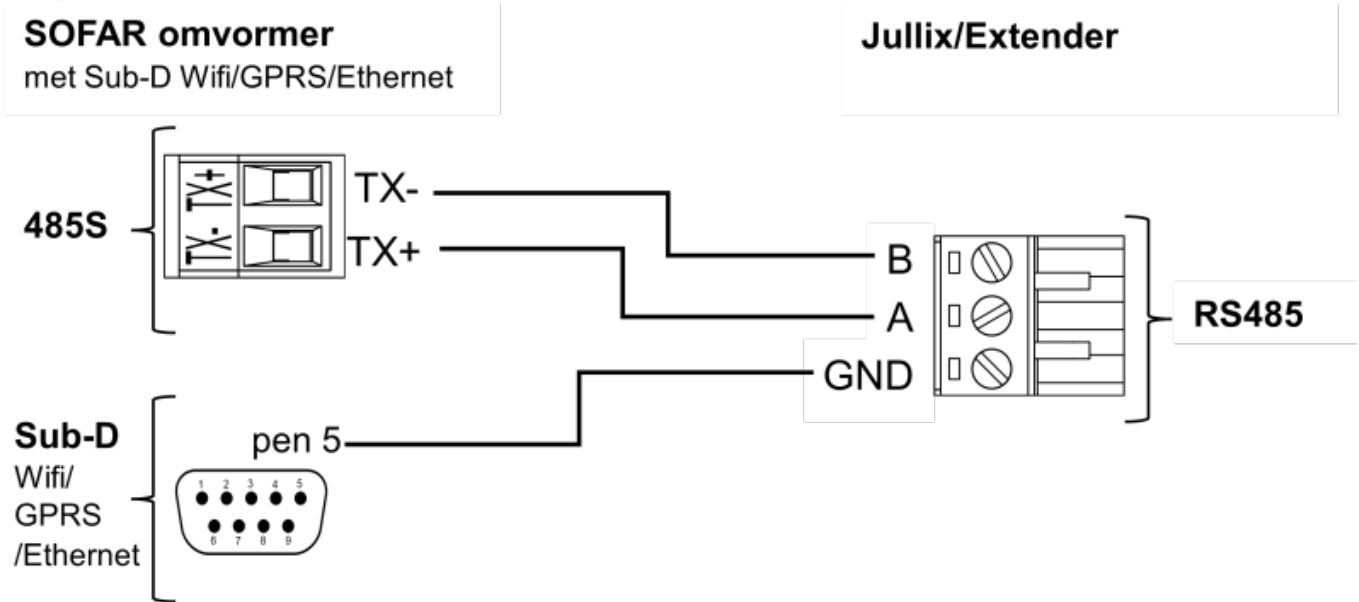 SOFAR omvormer
met Sub-D Wifi/GPRS/Ethernet
Jullix/Extender
485S
TX+
TX-
TX-
TX+
B
A
GND
RS485
Sub-D
Wifi/
GPRS
/Ethernet
pen 5
1 2 3 4 5
6 7 8 9